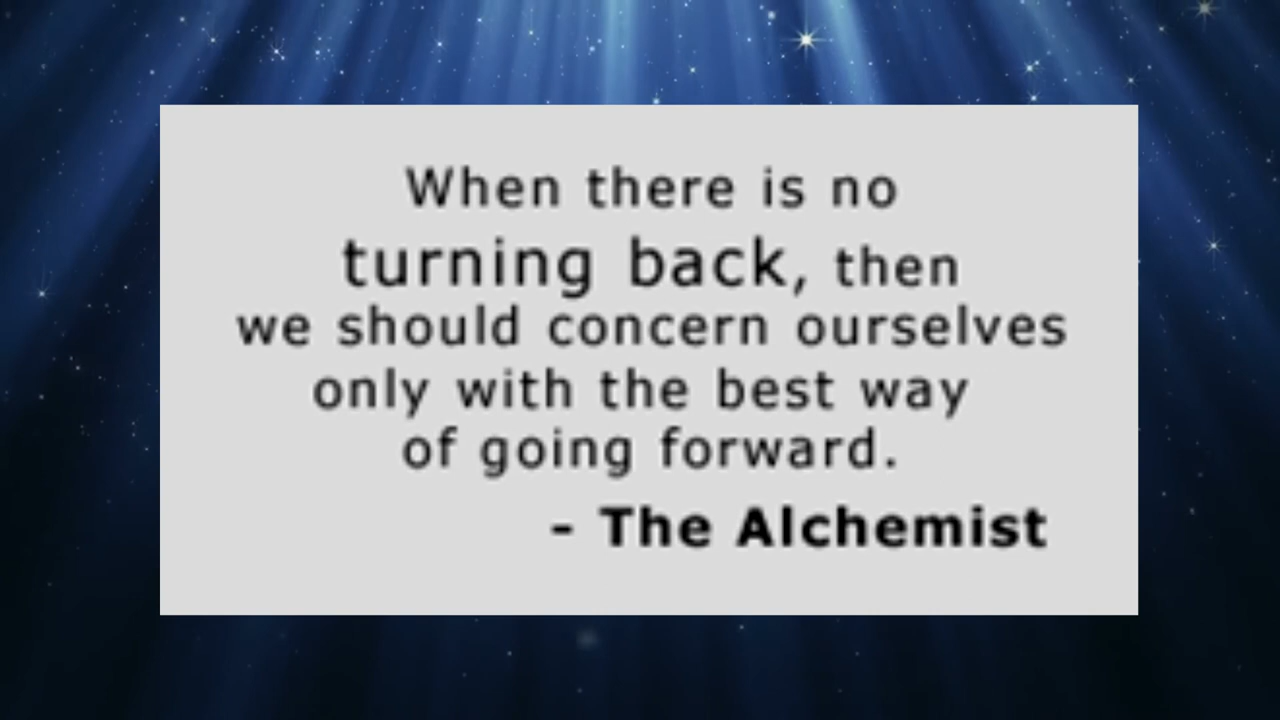 When there is no
turning back, then
we should concern ourselves
only with the best way
of going forward.
- The Alchemist